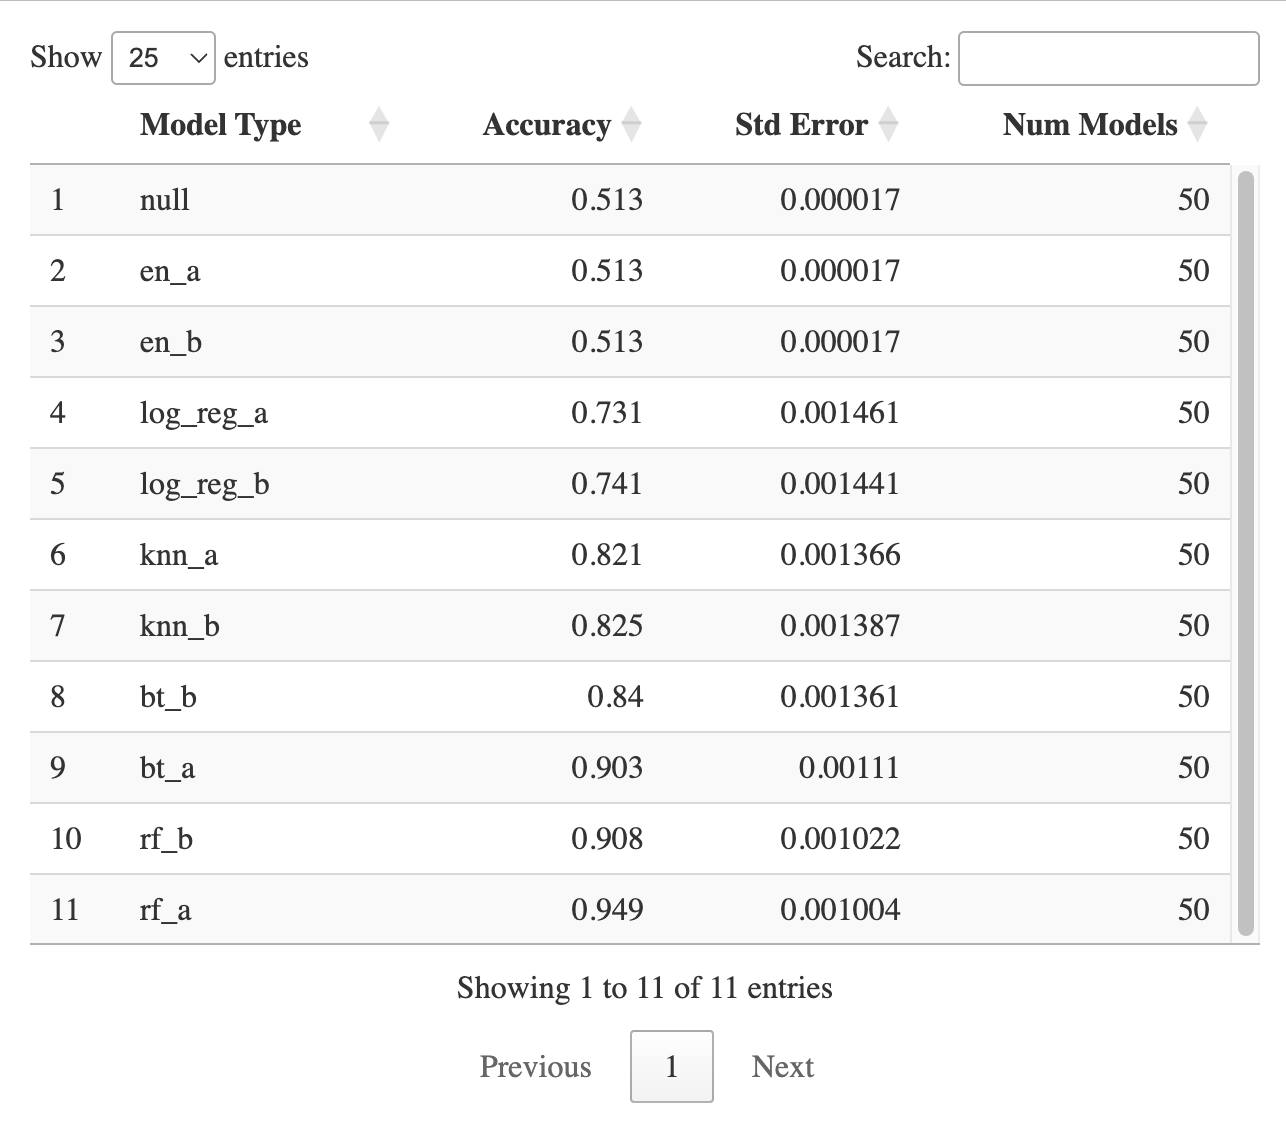 Show 25 entries Search:
Model Type Accuracy Std Error Num Models
1 null 0.513 0.000017 50
2 en_a 0.513 0.000017 50
3 en_b 0.513 0.000017 50
4 log_reg_a 0.731 0.001461 50
5 log_reg_b 0.741 0.001441 50
6 knn_a 0.821 0.001366 50
7 knn_b 0.825 0.001387 50
8 bt_b 0.84 0.001361 50
9 bt_a 0.903 0.00111 50
10 rf_b 0.908 0.001022 50
11 rf_a 0.949 0.001004 50
Showing 1 to 11 of 11 entries
Previous 1 Next